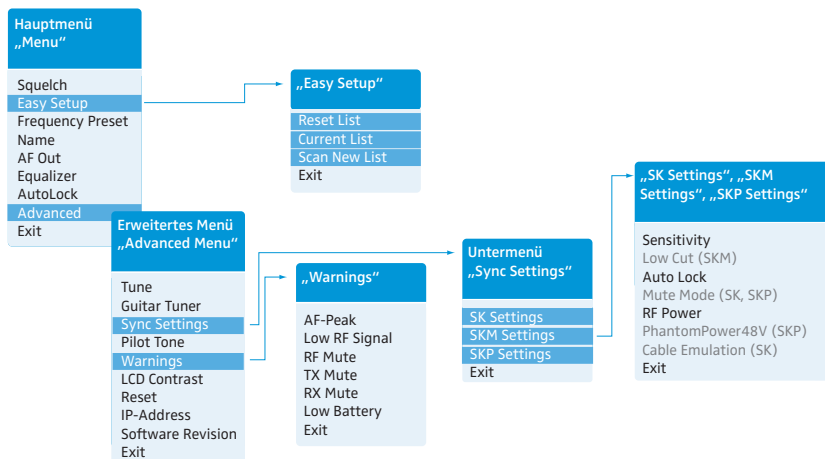 Hauptmenü
„Menu“
Squelch
Easy Setup
Frequency Preset
Name
AF Out
Equalizer
AutoLock
Advanced
Exit
„Easy Setup“
Reset List
Current List
Scan New List
Exit
Erweitertes Menü
„Advanced Menu“
Tune
Guitar Tuner
Sync Settings
Pilot Tone
Warnings
LCD Contrast
Reset
IP-Address
Software Revision
Exit
„Warnings“
AF-Peak
Low RF Signal
RF Mute
TX Mute
RX Mute
Low Battery
Exit
Untermenü
„Sync Settings“
SK Settings
SKM Settings
SKP Settings
Exit
„SK Settings“, „SKM
Settings“, „SKP Settings“
Sensitivity
Low Cut (SKM)
Auto Lock
Mute Mode (SK, SKP)
RF Power
PhantomPower48V (SKP)
Cable Emulation (SK)
Exit